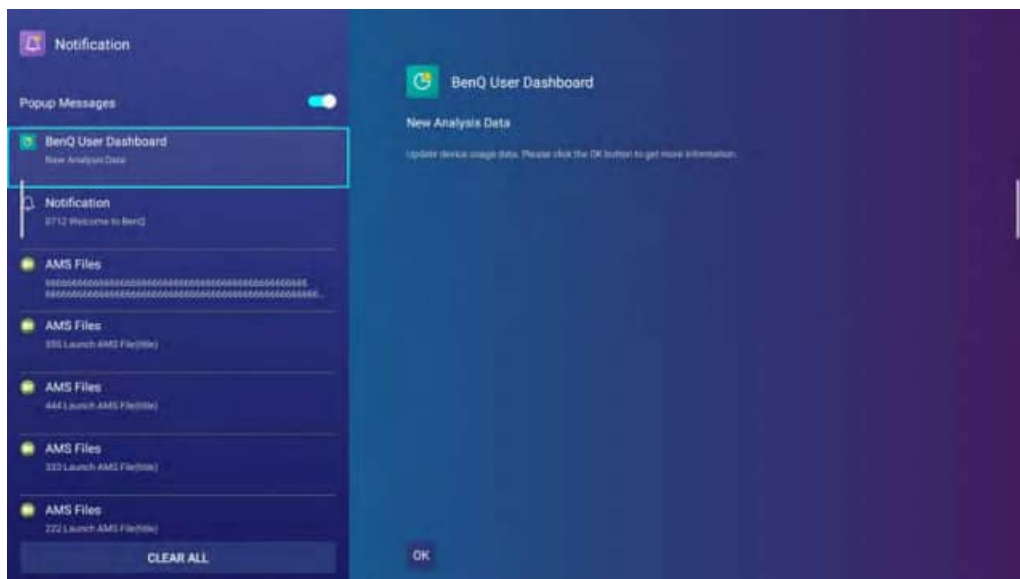 Notification
Popup Messages
BenQ User Dashboard
New Analysis Data
Notification
0712 Welcome to BenQ
AMS Files
AMS Files
555 Launch AMS File(title)
AMS Files
444 Launch AMS File(title)
AMS Files
333 Launch AMS File(title)
AMS Files
222 Launch AMS File(title)
CLEAR ALL
BenQ User Dashboard
New Analysis Data
Update device usage data. Please click the OK button to get more information.
OK